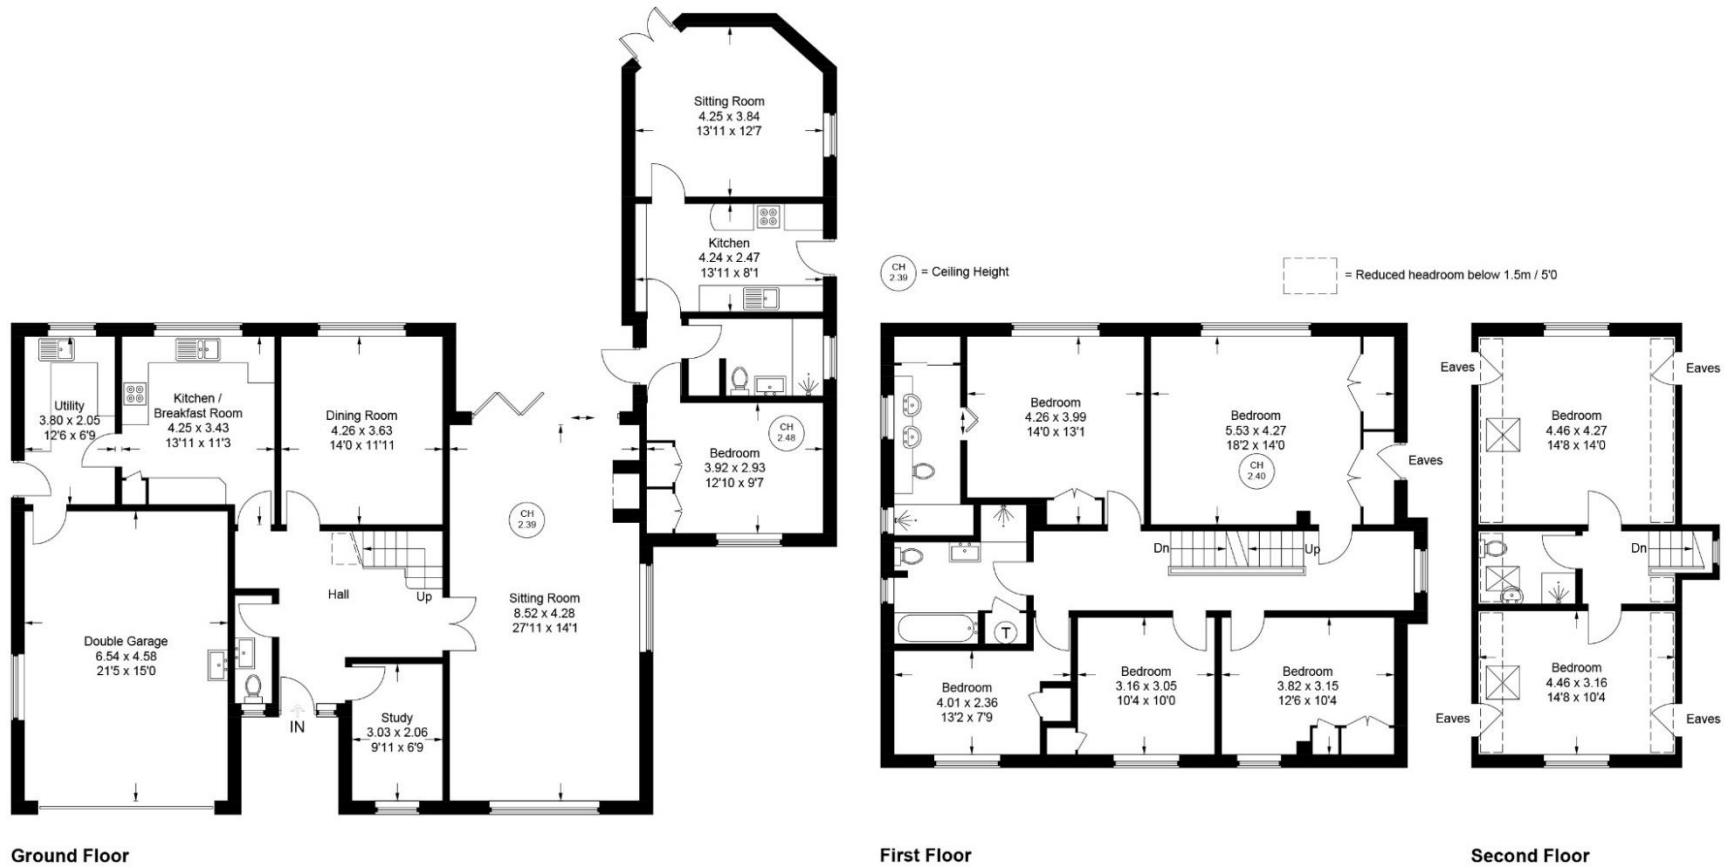 Sitting Room
4.25 x 3.84
13'11 x 12'7
Kitchen
4.24 x 2.47
13'11 x 8'1
CH
2.48
Bedroom
3.92 x 2.93
12'10 x 9'7
Utility
3.80 x 2.05
12'6 x 6'9
Kitchen /
Breakfast Room
4.25 x 3.43
13'11 x 11'3
Dining Room
4.26 x 3.63
14'0 x 11'11
CH
2.39
Hall
Up
Sitting Room
8.52 x 4.28
27'11 x 14'1
Double Garage
6.54 x 4.58
21'5 x 15'0
IN
Study
3.03 x 2.06
9'11 x 6'9
Ground Floor
CH
2.39
= Ceiling Height
= Reduced headroom below 1.5m / 5'0
Bedroom
4.26 x 3.99
14'0 x 13'1
Bedroom
5.53 x 4.27
18'2 x 14'0
CH
2.40
Eaves
Dn
Up
T
Bedroom
4.01 x 2.36
13'2 x 7'9
Bedroom
3.16 x 3.05
10'4 x 10'0
Bedroom
3.82 x 3.15
12'6 x 10'4
First Floor
Eaves
Eaves
Bedroom
4.46 x 4.27
14'8 x 14'0
Dn
Bedroom
4.46 x 3.16
14'8 x 10'4
Eaves
Eaves
Second Floor